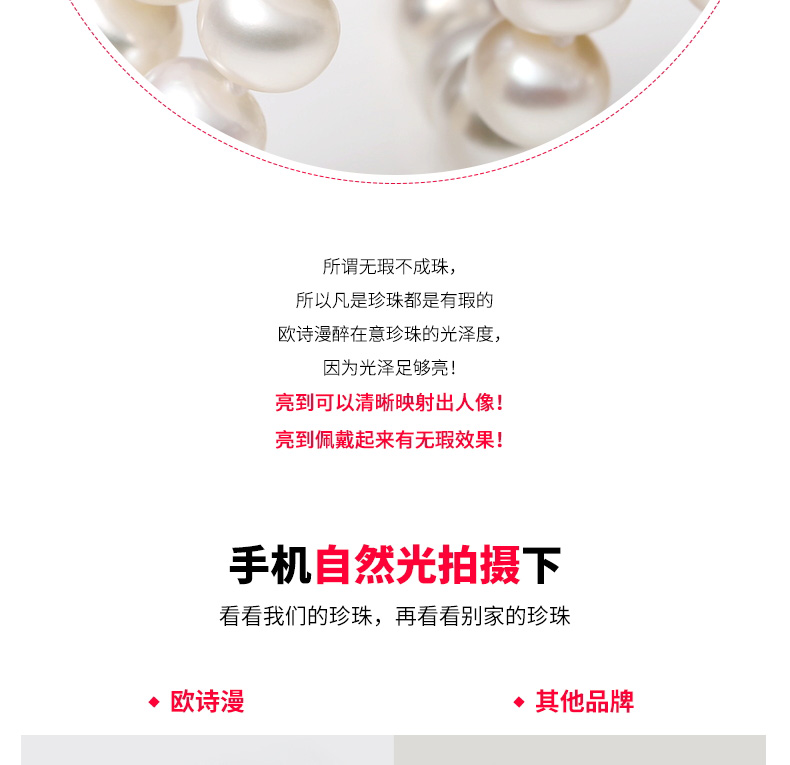 所谓无瑕不成珠，
所以凡是珍珠都是有瑕的
欧诗漫醉在意珍珠的光泽度，
因为光泽足够亮！
亮到可以清晰映射出人像！
亮到佩戴起来有无瑕效果！
手机自然光拍摄下
看看我们的珍珠，再看看别家的珍珠
欧诗漫
其他品牌